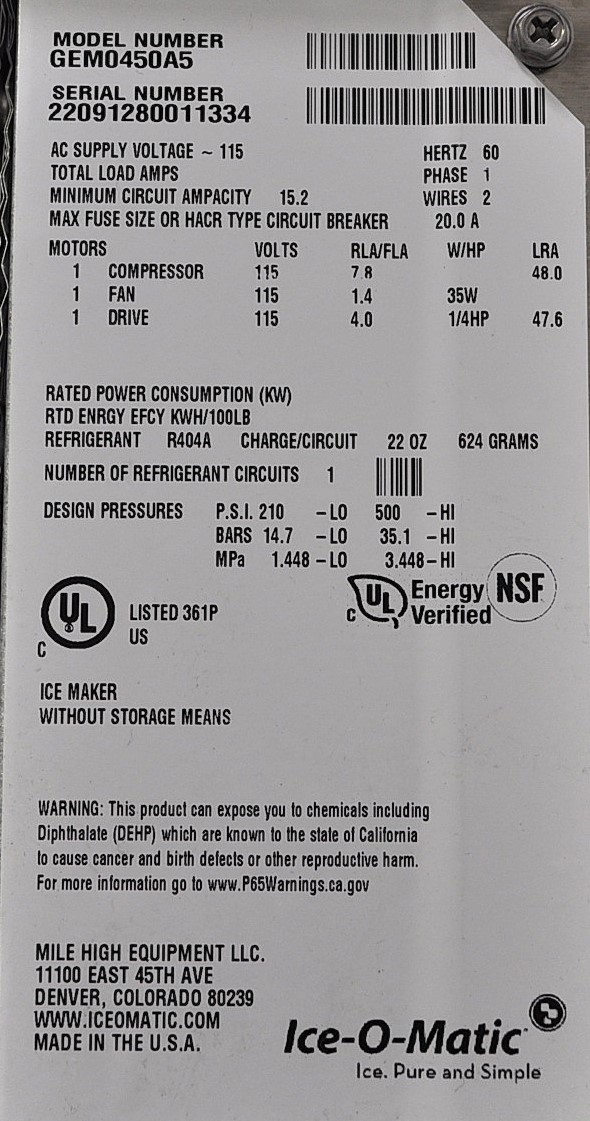 MODEL NUMBER
GEM0450A5
SERIAL NUMBER
22091280011334
AC SUPPLY VOLTAGE ~ 115 HERTZ 60
TOTAL LOAD AMPS PHASE 1
MINIMUM CIRCUIT AMPACITY 15.2 WIRES 2
MAX FUSE SIZE OR HACR TYPE CIRCUIT BREAKER 20.0 A
MOTORS VOLTS RLA/FLA W/HP LRA
1 COMPRESSOR 115 7.8 48.0
1 FAN 115 1.4 35W
1 DRIVE 115 4.0 1/4HP 47.6
RATED POWER CONSUMPTION (KW)
RTD ENRGY EFCY KWH/100LB
REFRIGERANT R404A CHARGE/CIRCUIT 22 OZ 624 GRAMS
NUMBER OF REFRIGERANT CIRCUITS 1
DESIGN PRESSURES P.S.I. 210 – LO 500 – HI
BARS 14.7 – LO 35.1 – HI
MPa 1.448 – LO 3.448 – HI
C UL LISTED 361P
US
C UL Energy Verified
NSF
ICE MAKER
WITHOUT STORAGE MEANS
WARNING: This product can expose you to chemicals including
Diphthalate (DEHP) which are known to the state of California
to cause cancer and birth defects or other reproductive harm.
For more information go to www.P65Warnings.ca.gov
MILE HIGH EQUIPMENT LLC.
11100 EAST 45TH AVE
DENVER, COLORADO 80239
WWW.ICEOMATIC.COM
MADE IN THE U.S.A.
Ice-O-Matic
Ice. Pure and Simple